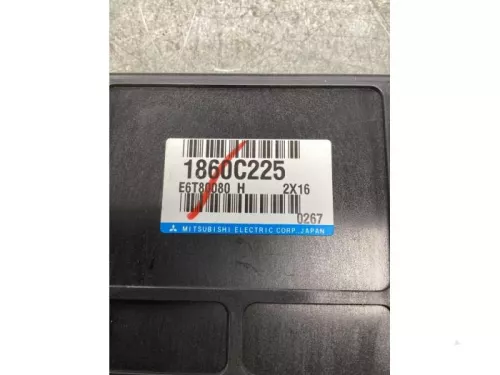 1860C225
E6T80080 H 2X16
0267
MITSUBISHI ELECTRIC CORP. JAPAN